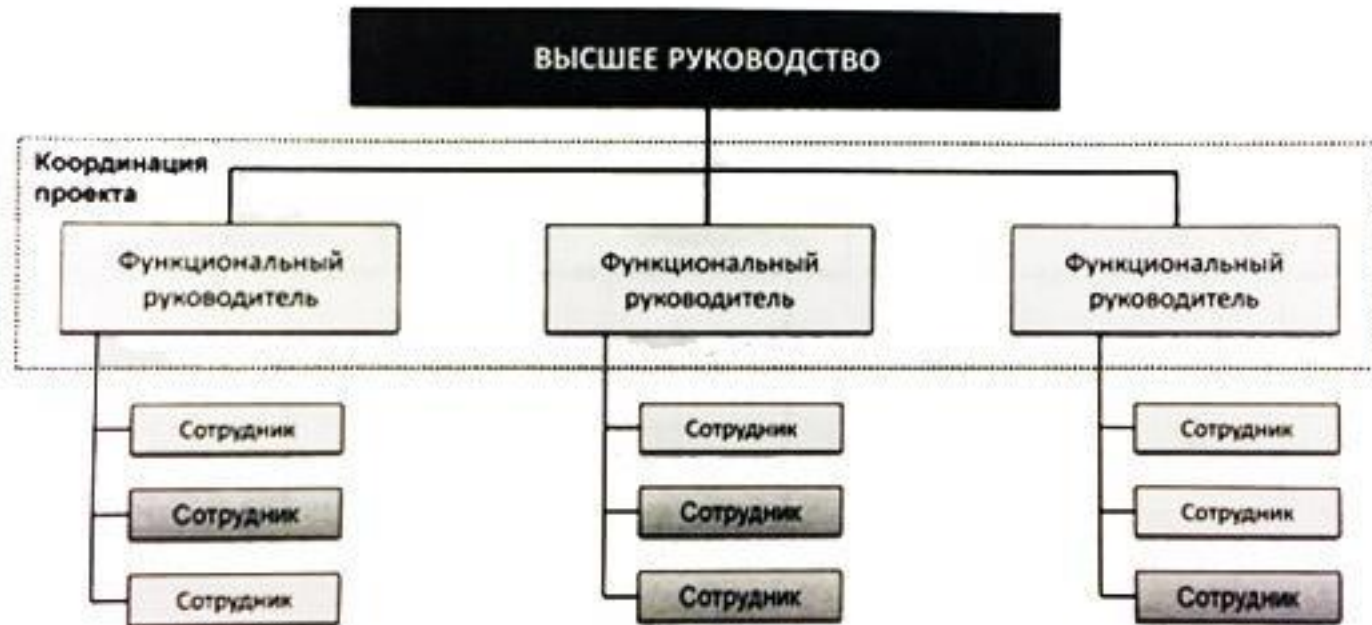 ВЫСШЕЕ РУКОВОДСТВО
Координация
проекта
Функциональный
руководитель
Функциональный
руководитель
Функциональный
руководитель
Сотрудник
Сотрудник
Сотрудник
Сотрудник
Сотрудник
Сотрудник
Сотрудник
Сотрудник
Сотрудник